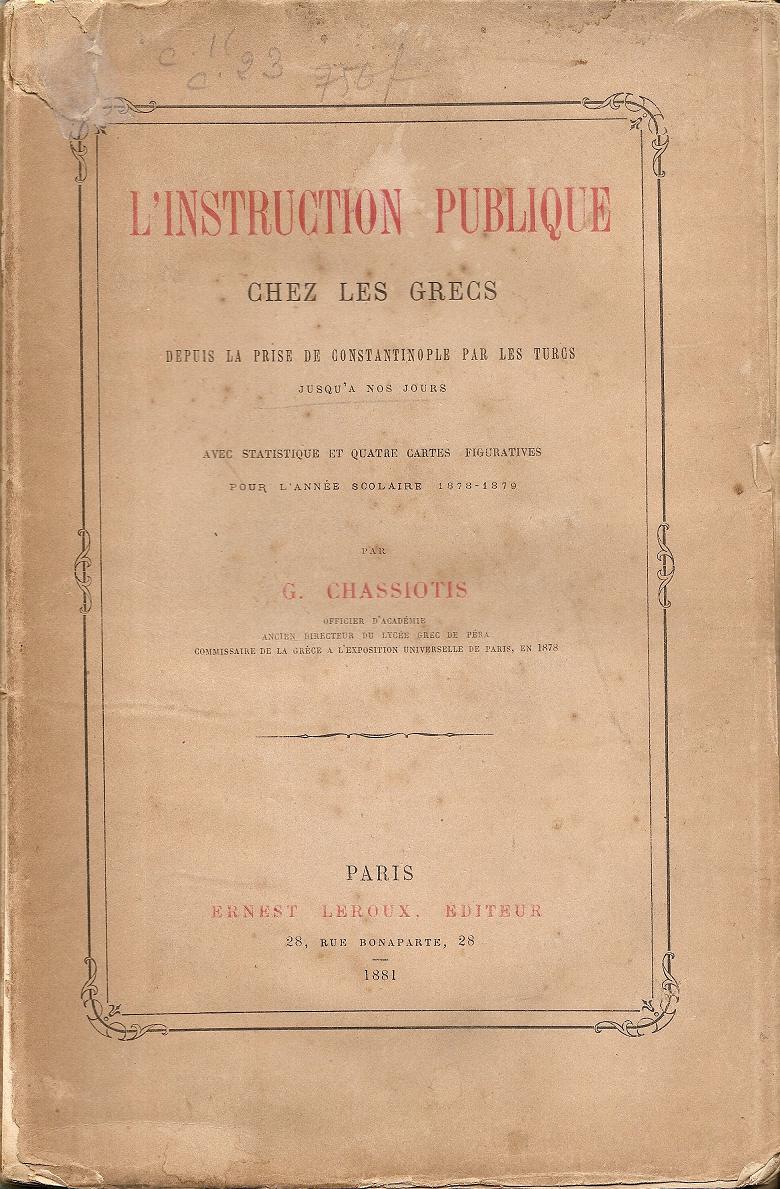 c. 11
c. 23
L'INSTRUCTION PUBLIQUE
CHEZ LES GRECS
DEPUIS LA PRISE DE CONSTANTINOPLE PAR LES TURCS
JUSQU'A NOS JOURS
AVEC STATISTIQUE ET QUATRE CARTES FIGURATIVES
POUR L'ANNÉE SCOLAIRE 1878-1879
PAR
G. CHASSIOTIS
OFFICIER D'ACADÉMIE
ANCIEN DIRECTEUR DU LYCÉE GREC DE PÉRA
COMMISSAIRE DE LA GRÈCE A L'EXPOSITION UNIVERSELLE DE PARIS, EN 1878
PARIS
ERNEST LEROUX, EDITEUR
28, RUE BONAPARTE, 28
1881